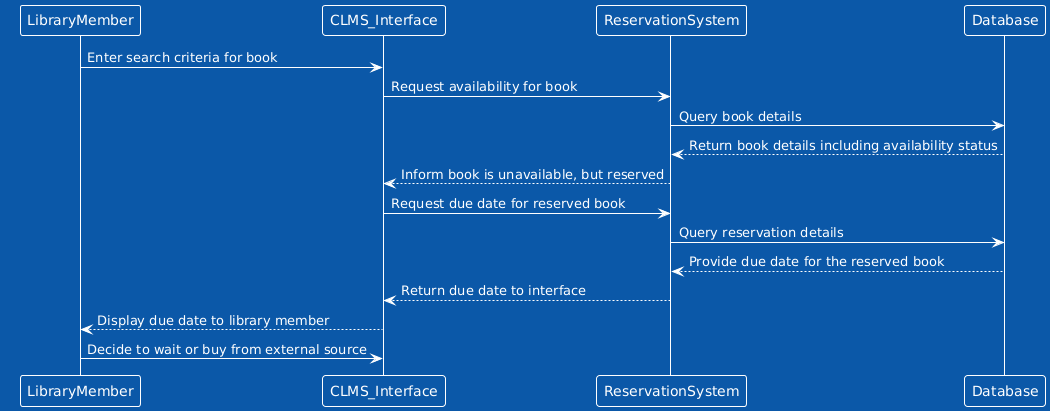 LibraryMember
CLMS_Interface
ReservationSystem
Database
Enter search criteria for book
Request availability for book
Query book details
Return book details including availability status
Inform book is unavailable, but reserved
Request due date for reserved book
Query reservation details
Provide due date for the reserved book
Return due date to interface
Display due date to library member
Decide to wait or buy from external source
LibraryMember
CLMS_Interface
ReservationSystem
Database